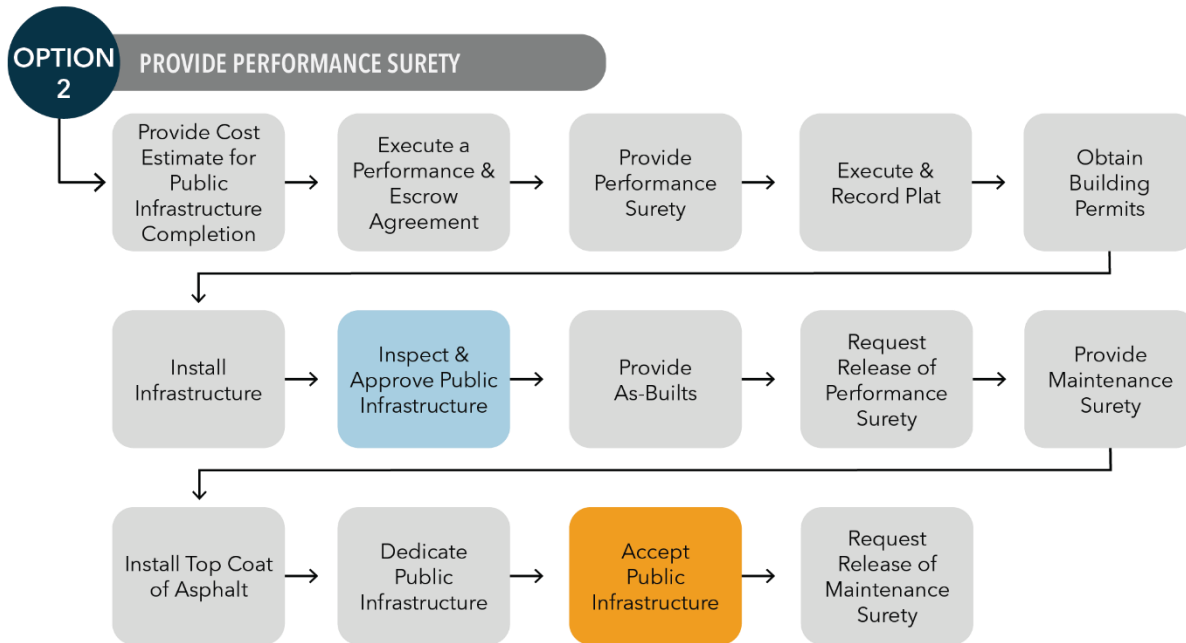 OPTION
2
PROVIDE PERFORMANCE SURETY
Provide Cost
Estimate for
Public
Infrastructure
Completion
Execute a
Performance &
Escrow
Agreement
Provide
Performance
Surety
Execute &
Record Plat
Obtain
Building
Permits
Install
Infrastructure
Inspect &
Approve Public
Infrastructure
Provide
As-Builts
Request
Release of
Performance
Surety
Provide
Maintenance
Surety
Install Top Coat
of Asphalt
Dedicate
Public
Infrastructure
Accept
Public
Infrastructure
Request
Release of
Maintenance
Surety